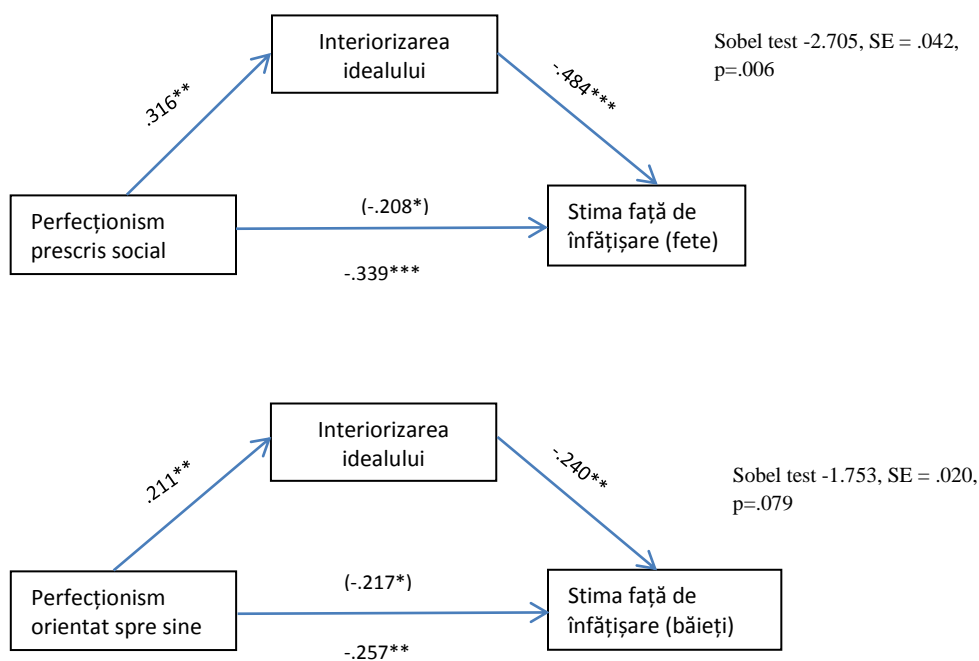 Interiorizarea
idealului
Sobel test -2.705, SE = .042,
p=.006
.316**
-.484***
Perfecționism
prescris social
(-.208*)
-.339***
Stima față de
înfățișare (fete)
Interiorizarea
idealului
Sobel test -1.753, SE = .020,
p=.079
.211**
-.240**
Perfecționism
orientat spre sine
(-.217*)
-.257**
Stima față de
înfățișare (băieți)